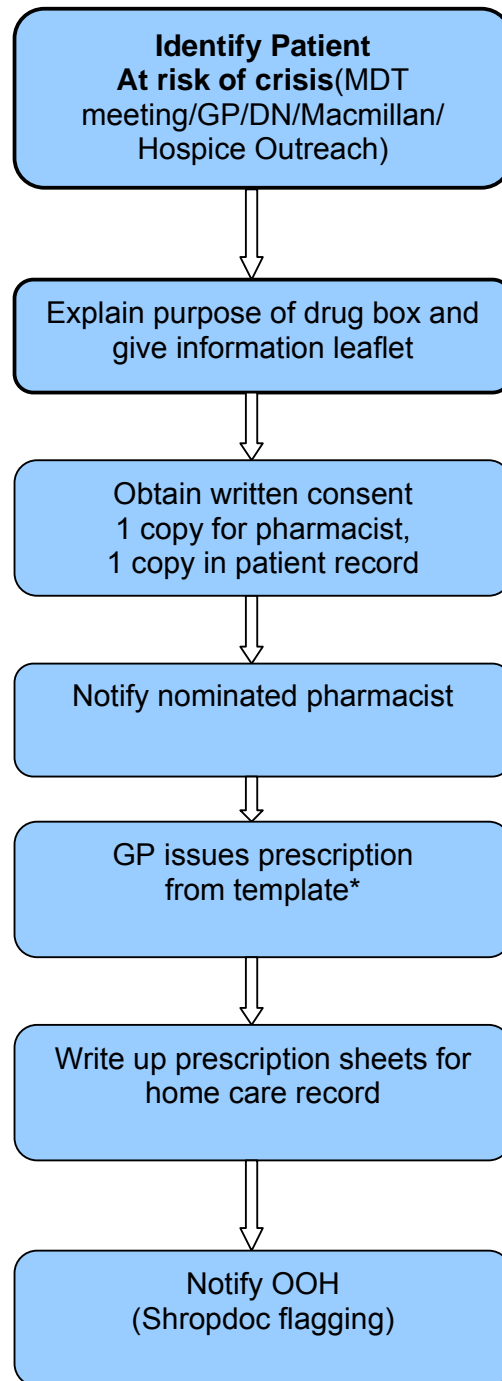 Identify Patient
At risk of crisis(MDT
meeting/GP/DN/Macmillan/
Hospice Outreach)
Explain purpose of drug box and
give information leaflet
Obtain written consent
1 copy for pharmacist,
1 copy in patient record
Notify nominated pharmacist
GP issues prescription
from template*
Write up prescription sheets for
home care record
Notify OOH
(Shropdoc flagging)